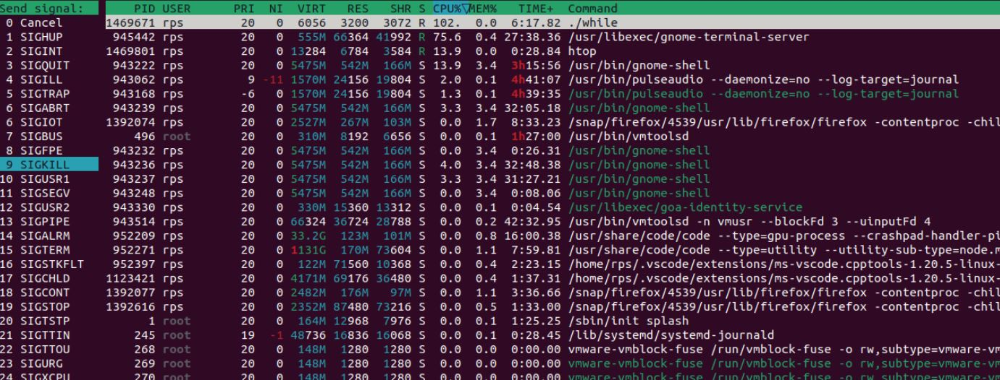 Send signal:      PID USER      PRI  NI  VIRT   RES   SHR S CPU%▽MEM%   TIME+  Command
0 Cancel    1469671 rps        20   0  6056  3200  3072 R 102.  0.0  6:17.82 ./while
1 SIGHUP     945442 rps        20   0  555M 66364 41992 R 75.6  0.4 27:38.36 /usr/libexec/gnome-terminal-server
2 SIGINT    1469801 rps        20   0 13284  6784  3584 R 13.9  0.0  0:28.84 htop
3 SIGQUIT    943222 rps        20   0 5475M  542M  166M S 13.9  3.4  3h15:56 /usr/bin/gnome-shell
4 SIGILL     943062 rps         9 -11 1570M 24156 19804 S  2.0  0.1  4h41:07 /usr/bin/pulseaudio --daemonize=no --log-target=journal
5 SIGTRAP    943168 rps        -6   0 1570M 24156 19804 S  1.3  0.1  4h39:35 /usr/bin/pulseaudio --daemonize=no --log-target=journal
6 SIGABRT    943239 rps        20   0 5475M  542M  166M S  3.3  3.4 32:05.18 /usr/bin/gnome-shell
6 SIGIOT    1392074 rps        20   0 2527M  267M  103M S  0.0  1.7  8:33.23 /snap/firefox/4539/usr/lib/firefox/firefox -contentproc -chil
7 SIGBUS        496 root       20   0  310M  8192  6656 S  0.0  0.1  1h27:00 /usr/bin/vmtoolsd
8 SIGFPE     943232 rps        20   0 5475M  542M  166M S  0.0  3.4  0:26.31 /usr/bin/gnome-shell
9 SIGKILL    943236 rps        20   0 5475M  542M  166M S  4.0  3.4 32:48.38 /usr/bin/gnome-shell
10 SIGUSR1    943237 rps        20   0 5475M  542M  166M S  3.3  3.4 31:27.21 /usr/bin/gnome-shell
11 SIGSEGV    943248 rps        20   0 5475M  542M  166M S  0.0  3.4  0:08.06 /usr/bin/gnome-shell
12 SIGUSR2    943330 rps        20   0  330M 15360 13312 S  0.0  0.1  0:04.54 /usr/libexec/goa-identity-service
13 SIGPIPE    943514 rps        20   0 66324 36724 28788 S  0.0  0.2 42:32.95 /usr/bin/vmtoolsd -n vmusr --blockFd 3 --uinputFd 4
14 SIGALRM    952209 rps        20   0 33.2G  123M  101M S  0.0  0.8 16:00.38 /usr/share/code/code --type=gpu-process --crashpad-handler-pi
15 SIGTERM    952271 rps        20   0 1131G  170M 73604 S  0.0  1.1  7:59.81 /usr/share/code/code --type=utility --utility-sub-type=node.m
16 SIGSTKFLT  952397 rps        20   0  122M 71560 10368 S  0.0  0.4  2:23.15 /home/rps/.vscode/extensions/ms-vscode.cpptools-1.20.5-linux-
17 SIGCHLD   1123421 rps        20   0 4171M 69176 36480 S  0.0  0.4  1:37.31 /home/rps/.vscode/extensions/ms-vscode.cpptools-1.20.5-linux-
18 SIGCONT   1392077 rps        20   0 2482M  176M   97M S  0.0  1.1  3:36.66 /snap/firefox/4539/usr/lib/firefox/firefox -contentproc -chil
19 SIGSTOP   1392616 rps        20   0 2352M 87480 73216 S  0.0  0.5  1:33.00 /snap/firefox/4539/usr/lib/firefox/firefox -contentproc -chil
20 SIGTSTP         1 root       20   0  164M 12968  7976 S  0.0  0.1  1:25.25 /sbin/init splash
21 SIGTTIN       245 root       19  -1 48736 16836 16068 S  0.0  0.1  0:28.45 /lib/systemd/systemd-journald
22 SIGTTOU       268 root       20   0  148M  1280  1280 S  0.0  0.0  0:00.00 vmware-vmblock-fuse /run/vmblock-fuse -o rw,subtype=vmware-vm
23 SIGURG        269 root       20   0  148M  1280  1280 S  0.0  0.0  0:00.00 vmware-vmblock-fuse /run/vmblock-fuse -o rw,subtype=vmware-vm
24 SIGXCPU       270 root       20   0  148M  1280  1280 S  0.0  0.0  0:00.00 vmware-vmblock-fuse /run/vmblock-fuse -o rw,subtype=vmware-vm